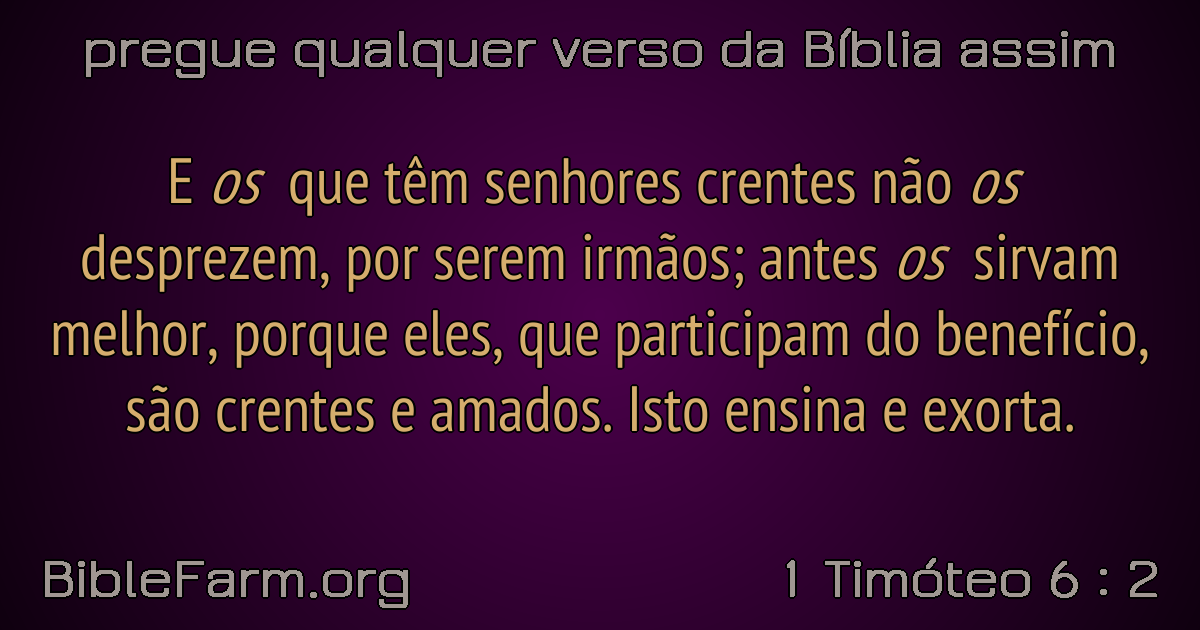 pregue qualquer verso da Bíblia assim
E os que têm senhores crentes não os
desprezem, por serem irmãos; antes os sirvam
melhor, porque eles, que participam do benefício,
são crentes e amados. Isto ensina e exorta.
BibleFarm.org
1 Timóteo 6 : 2